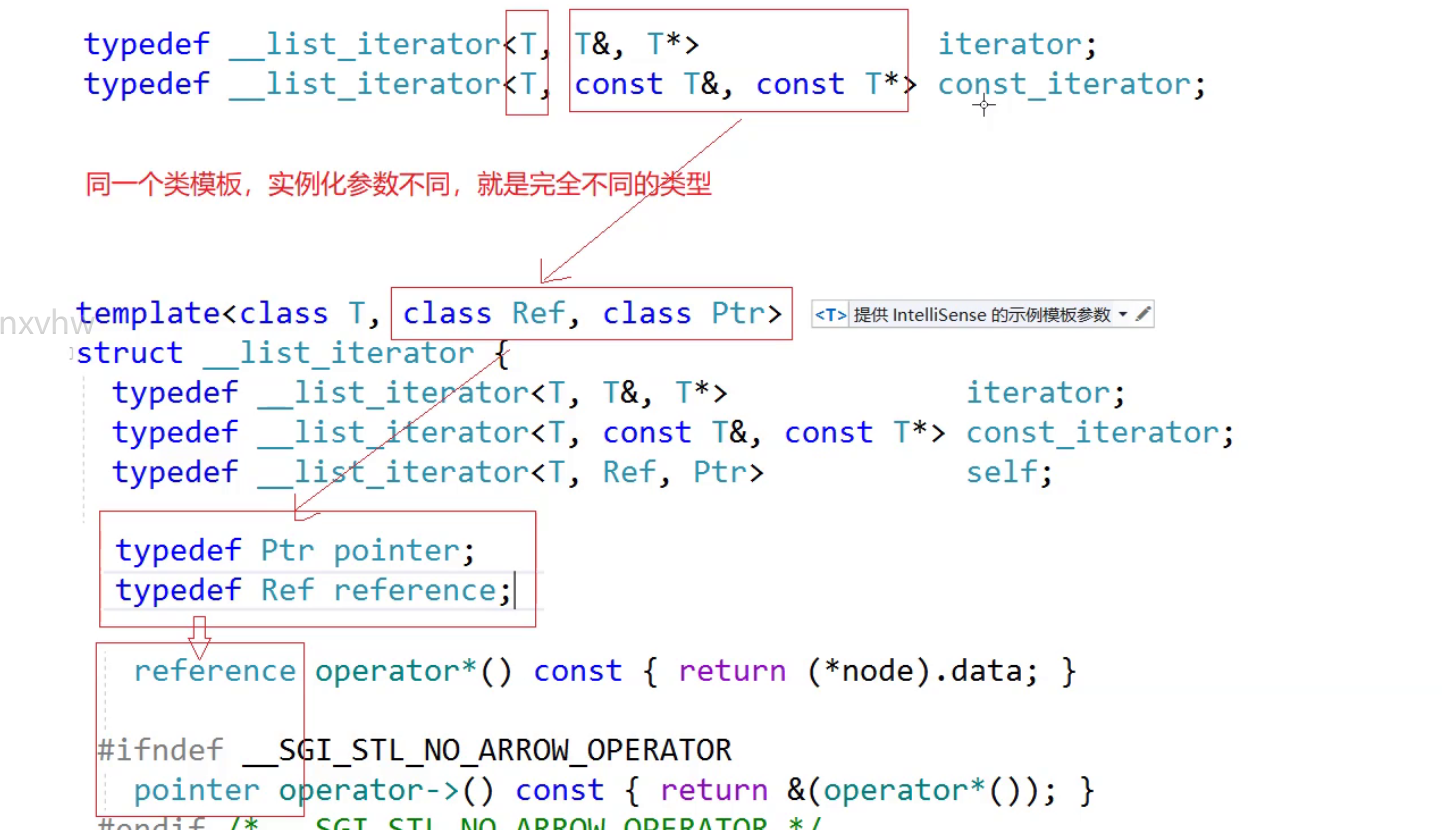 typedef __list_iterator<T, T&, T*> iterator;
typedef __list_iterator<T, const T&, const T*> const_iterator;
同一个类模板，实例化参数不同，就是完全不同的类型
nxvhw
template<class T, class Ref, class Ptr> <T> 提供 IntelliSense 的示例模板参数
struct __list_iterator {
typedef __list_iterator<T, T&, T*> iterator;
typedef __list_iterator<T, const T&, const T*> const_iterator;
typedef __list_iterator<T, Ref, Ptr> self;
typedef Ptr pointer;
typedef Ref reference;
reference operator*() const { return (*node).data; }
#ifndef __SGI_STL_NO_ARROW_OPERATOR
pointer operator->() const { return &(operator*()); }
#endif /* __SGI_STL_NO_ARROW_OPERATOR */